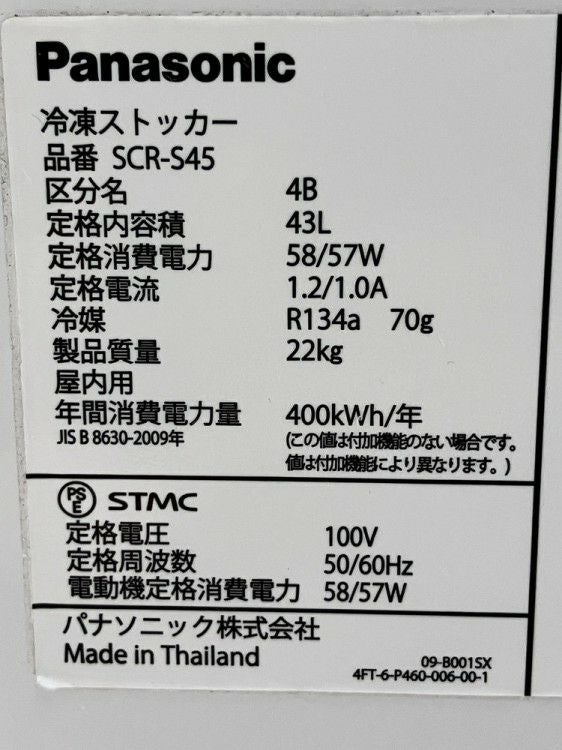 Panasonic
冷凍ストッカー
品番 SCR-S45
区分名 4B
定格内容積 43L
定格消費電力 58/57W
定格電流 1.2/1.0A
冷媒 R134a 70g
製品質量 22kg
屋内用
年間消費電力量 400kWh/年
JIS B 8630-2009年 (この値は付加機能のない場合です。
値は付加機能により異なります。)
PSE STMC
定格電圧 100V
定格周波数 50/60Hz
電動機定格消費電力 58/57W
パナソニック株式会社
Made in Thailand 09-B001SX
4FT-6-P460-006-00-1